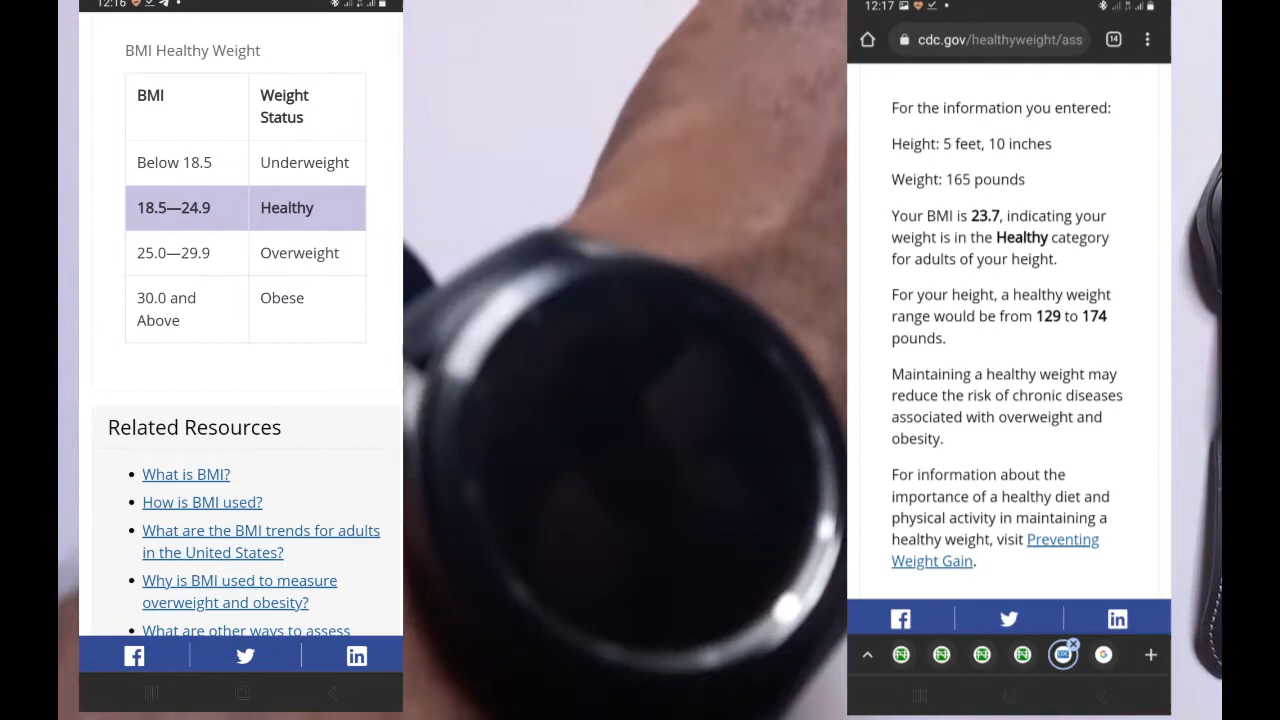 12:16
BMI Healthy Weight
BMI
Weight
Status
Below 18.5
Underweight
18.5—24.9
Healthy
25.0—29.9
Overweight
30.0 and
Above
Obese
Related Resources
What is BMI?
How is BMI used?
What are the BMI trends for adults
in the United States?
Why is BMI used to measure
overweight and obesity?
What are other ways to assess
12:17
cdc.gov/healthyweight/ass
14
For the information you entered:
Height: 5 feet, 10 inches
Weight: 165 pounds
Your BMI is 23.7, indicating your
weight is in the Healthy category
for adults of your height.
For your height, a healthy weight
range would be from 129 to 174
pounds.
Maintaining a healthy weight may
reduce the risk of chronic diseases
associated with overweight and
obesity.
For information about the
importance of a healthy diet and
physical activity in maintaining a
healthy weight, visit Preventing
Weight Gain.